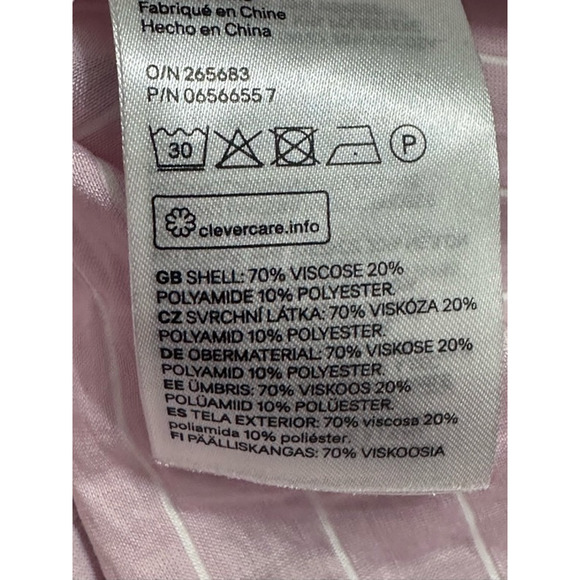 Fabriqué en Chine
Hecho en China
O/N 265683
P/N 06566557
30 P
clevercare.info
GB SHELL: 70% VISCOSE 20%
POLYAMIDE 10% POLYESTER.
CZ SVRCHNÍ LÁTKA: 70% VISKÓZA 20%
POLYAMID 10% POLYESTER.
DE OBERMATERIAL: 70% VISKOSE 20%
POLYAMID 10% POLYESTER.
EE ÜMBRIS: 70% VISKOOS 20%
POLÜAMIID 10% POLÜESTER.
ES TELA EXTERIOR: 70% viscosa 20%
poliamida 10% poliéster.
FI PÄÄLLISKANGAS: 70% VISKOOSIA